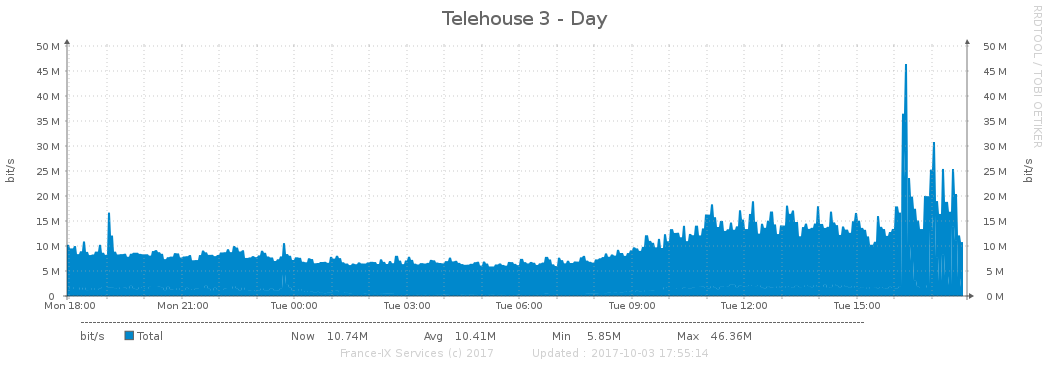 Telehouse 3 - Day
RRDTOOL / TOBI OETIKER
bit/s
50 M 50 M
45 M 45 M
40 M 40 M
35 M 35 M
30 M 30 M
25 M 25 M
20 M 20 M
15 M 15 M
10 M 10 M
5 M 5 M
0 0 M
bit/s
Mon 18:00 Mon 21:00 Tue 00:00 Tue 03:00 Tue 06:00 Tue 09:00 Tue 12:00 Tue 15:00
bit/s Total Now 10.74M Avg 10.41M Min 5.85M Max 46.36M
France-IX Services (c) 2017 Updated : 2017-10-03 17:55:14